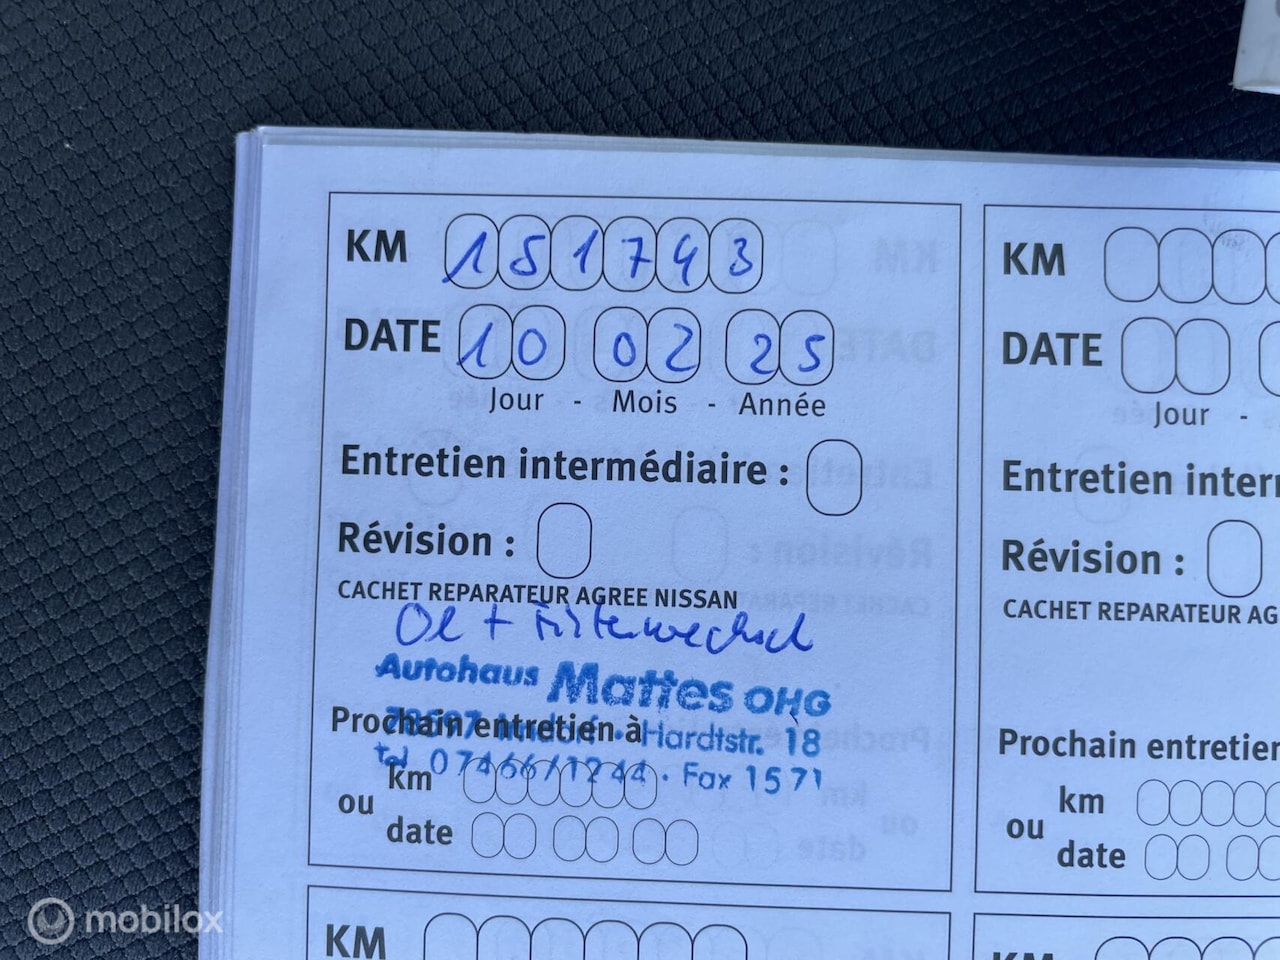 KM 151743
DATE 10 02 25
Jour - Mois - Année
Entretien intermédiaire :
Révision :
CACHET REPARATEUR AGREE NISSAN
Öl + Filterwechsel
Autohaus Mattes OHG
Prochain entretien à
Hardtstr. 18
tel 07466/1244 · Fax 1571
km
ou
date
KM
KM
DATE
Jour -
Entretien interm
Révision :
CACHET REPARATEUR AG
Prochain entretien
km
ou
date
KM
mobilox